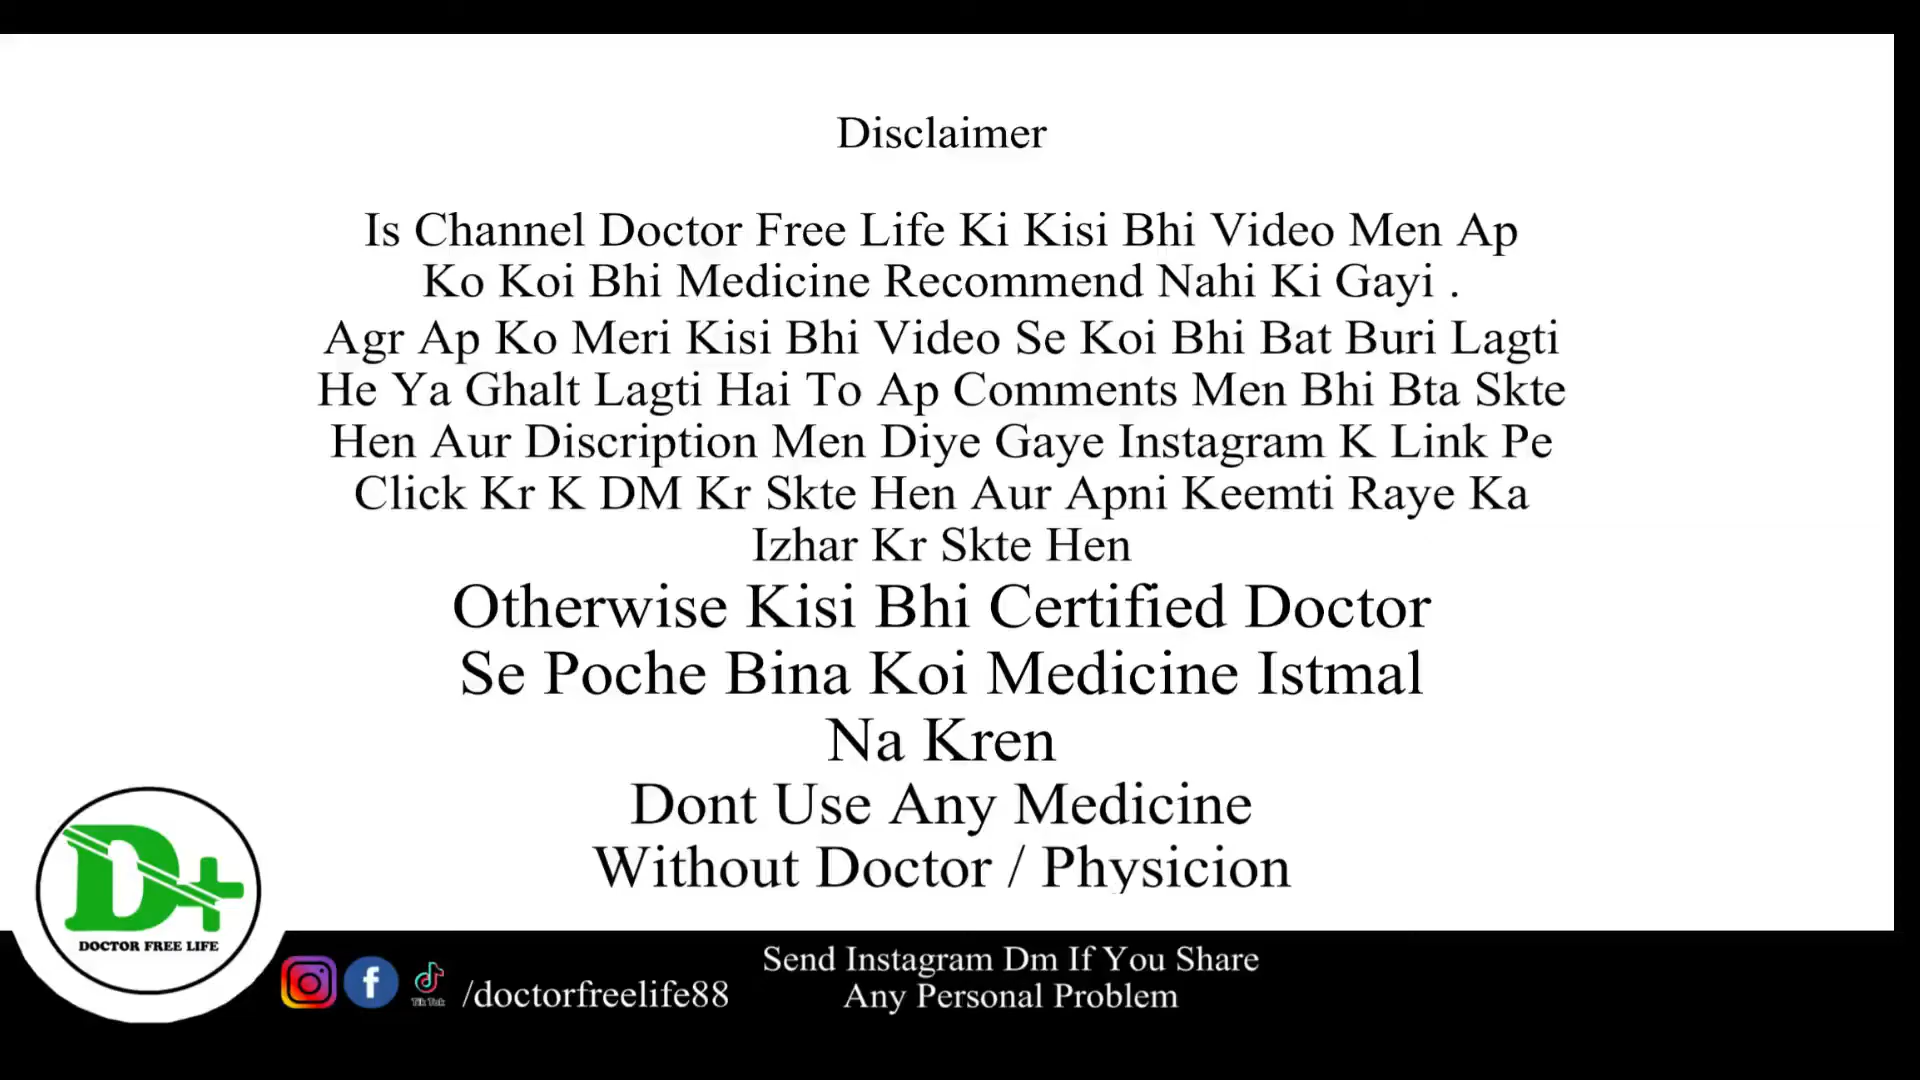 Disclaimer
Is Channel Doctor Free Life Ki Kisi Bhi Video Men Ap
Ko Koi Bhi Medicine Recommend Nahi Ki Gayi .
Agr Ap Ko Meri Kisi Bhi Video Se Koi Bhi Bat Buri Lagti
He Ya Ghalt Lagti Hai To Ap Comments Men Bhi Bta Skte
Hen Aur Discription Men Diye Gaye Instagram K Link Pe
Click Kr K DM Kr Skte Hen Aur Apni Keemti Raye Ka
Izhar Kr Skte Hen
Otherwise Kisi Bhi Certified Doctor
Se Poche Bina Koi Medicine Istmal
Na Kren
Dont Use Any Medicine
Without Doctor / Physicion
D+
DOCTOR FREE LIFE
Tik Tok
/doctorfreelife88
Send Instagram Dm If You Share
Any Personal Problem